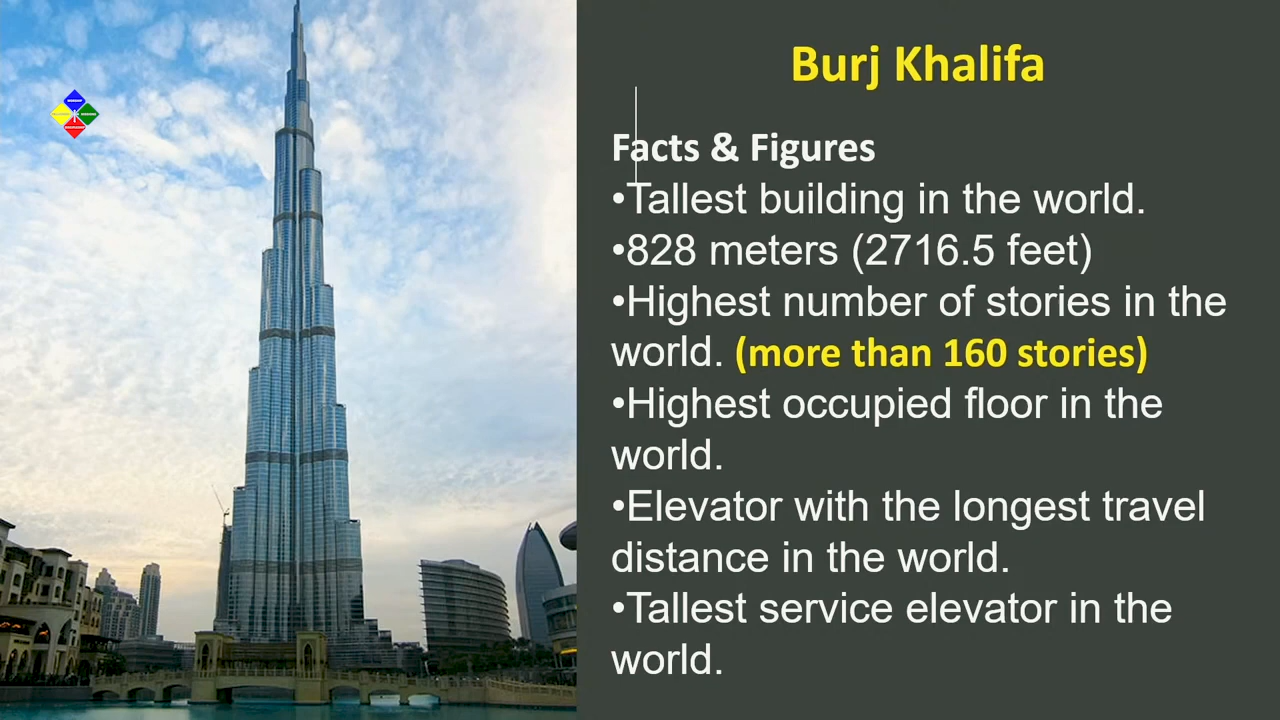 Burj Khalifa
Facts & Figures
•Tallest building in the world.
•828 meters (2716.5 feet)
•Highest number of stories in the
world. (more than 160 stories)
•Highest occupied floor in the
world.
•Elevator with the longest travel
distance in the world.
•Tallest service elevator in the
world.